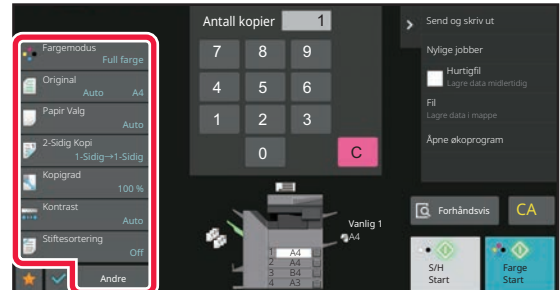 Fargemodus
Full farge
Original
Auto A4
Papir Valg
Auto
2-Sidig Kopi
1-Sidig→1-Sidig
Kopigrad
100 %
Kontrast
Auto
Stiftesortering
Off
Andre
Antall kopier 1
7 8 9
4 5 6
1 2 3
0 C
Vanlig 1
A4
1 A4
2 A4
3 B4
4 A3
Send og skriv ut
Nylige jobber
Hurtigfil
Lagre data midlertidig
Fil
Lagre data i mappe
Åpne økoprogram
Forhåndsvis CA
S/H
Start
Farge
Start